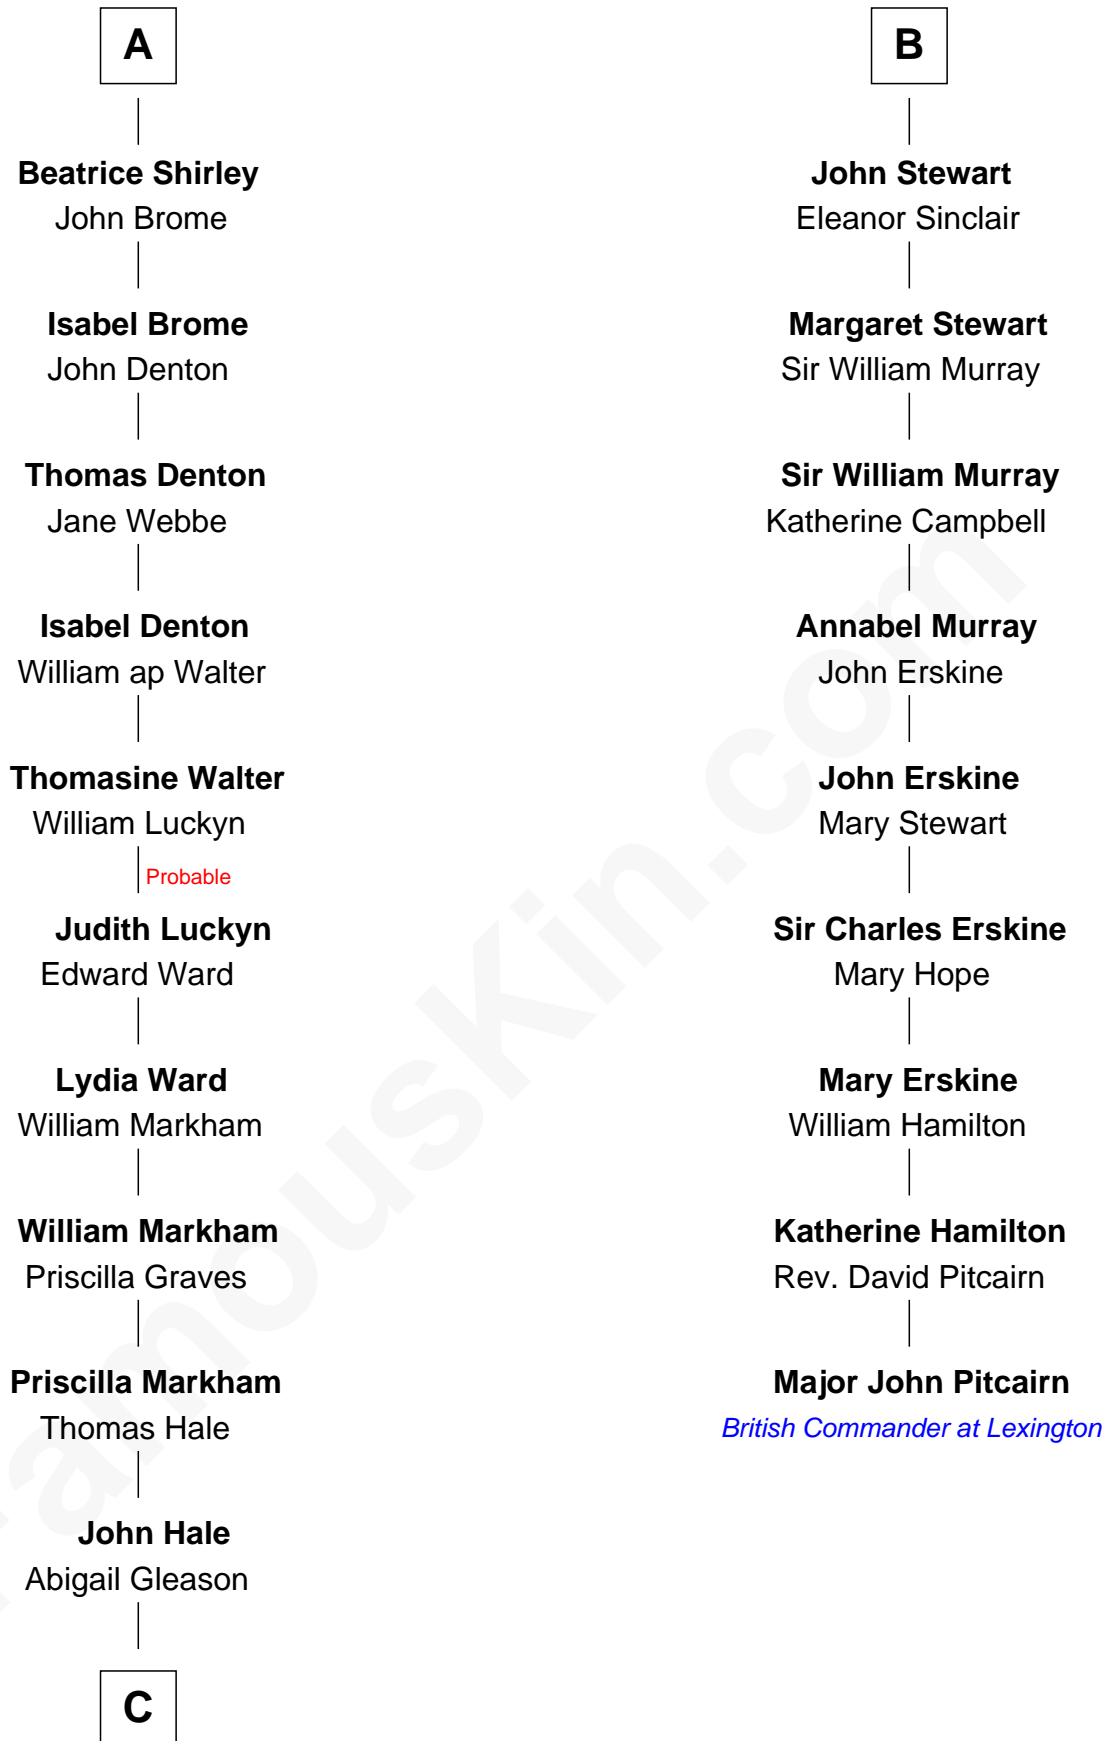 A
Beatrice Shirley
John Brome
Isabel Brome
John Denton
Thomas Denton
Jane Webbe
Isabel Denton
William ap Walter
Thomasine Walter
William Luckyn
Probable
Judith Luckyn
Edward Ward
Lydia Ward
William Markham
William Markham
Priscilla Graves
Priscilla Markham
Thomas Hale
John Hale
Abigail Gleason
C
B
John Stewart
Eleanor Sinclair
Margaret Stewart
Sir William Murray
Sir William Murray
Katherine Campbell
Annabel Murray
John Erskine
John Erskine
Mary Stewart
Sir Charles Erskine
Mary Hope
Mary Erskine
William Hamilton
Katherine Hamilton
Rev. David Pitcairn
Major John Pitcairn
British Commander at Lexington
FamousKin.com